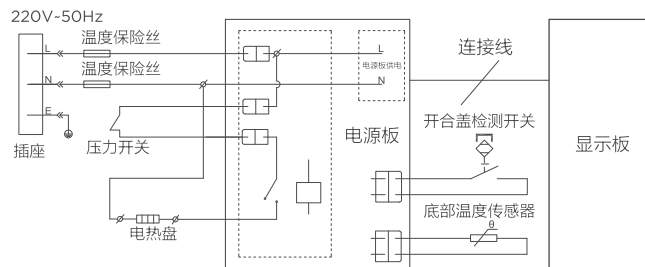 220V~50Hz
L
温度保险丝
温度保险丝
N
E
插座
压力开关
电热盘
L
电源板供电
N
电源板
连接线
开合盖检测开关
底部温度传感器
θ
显示板